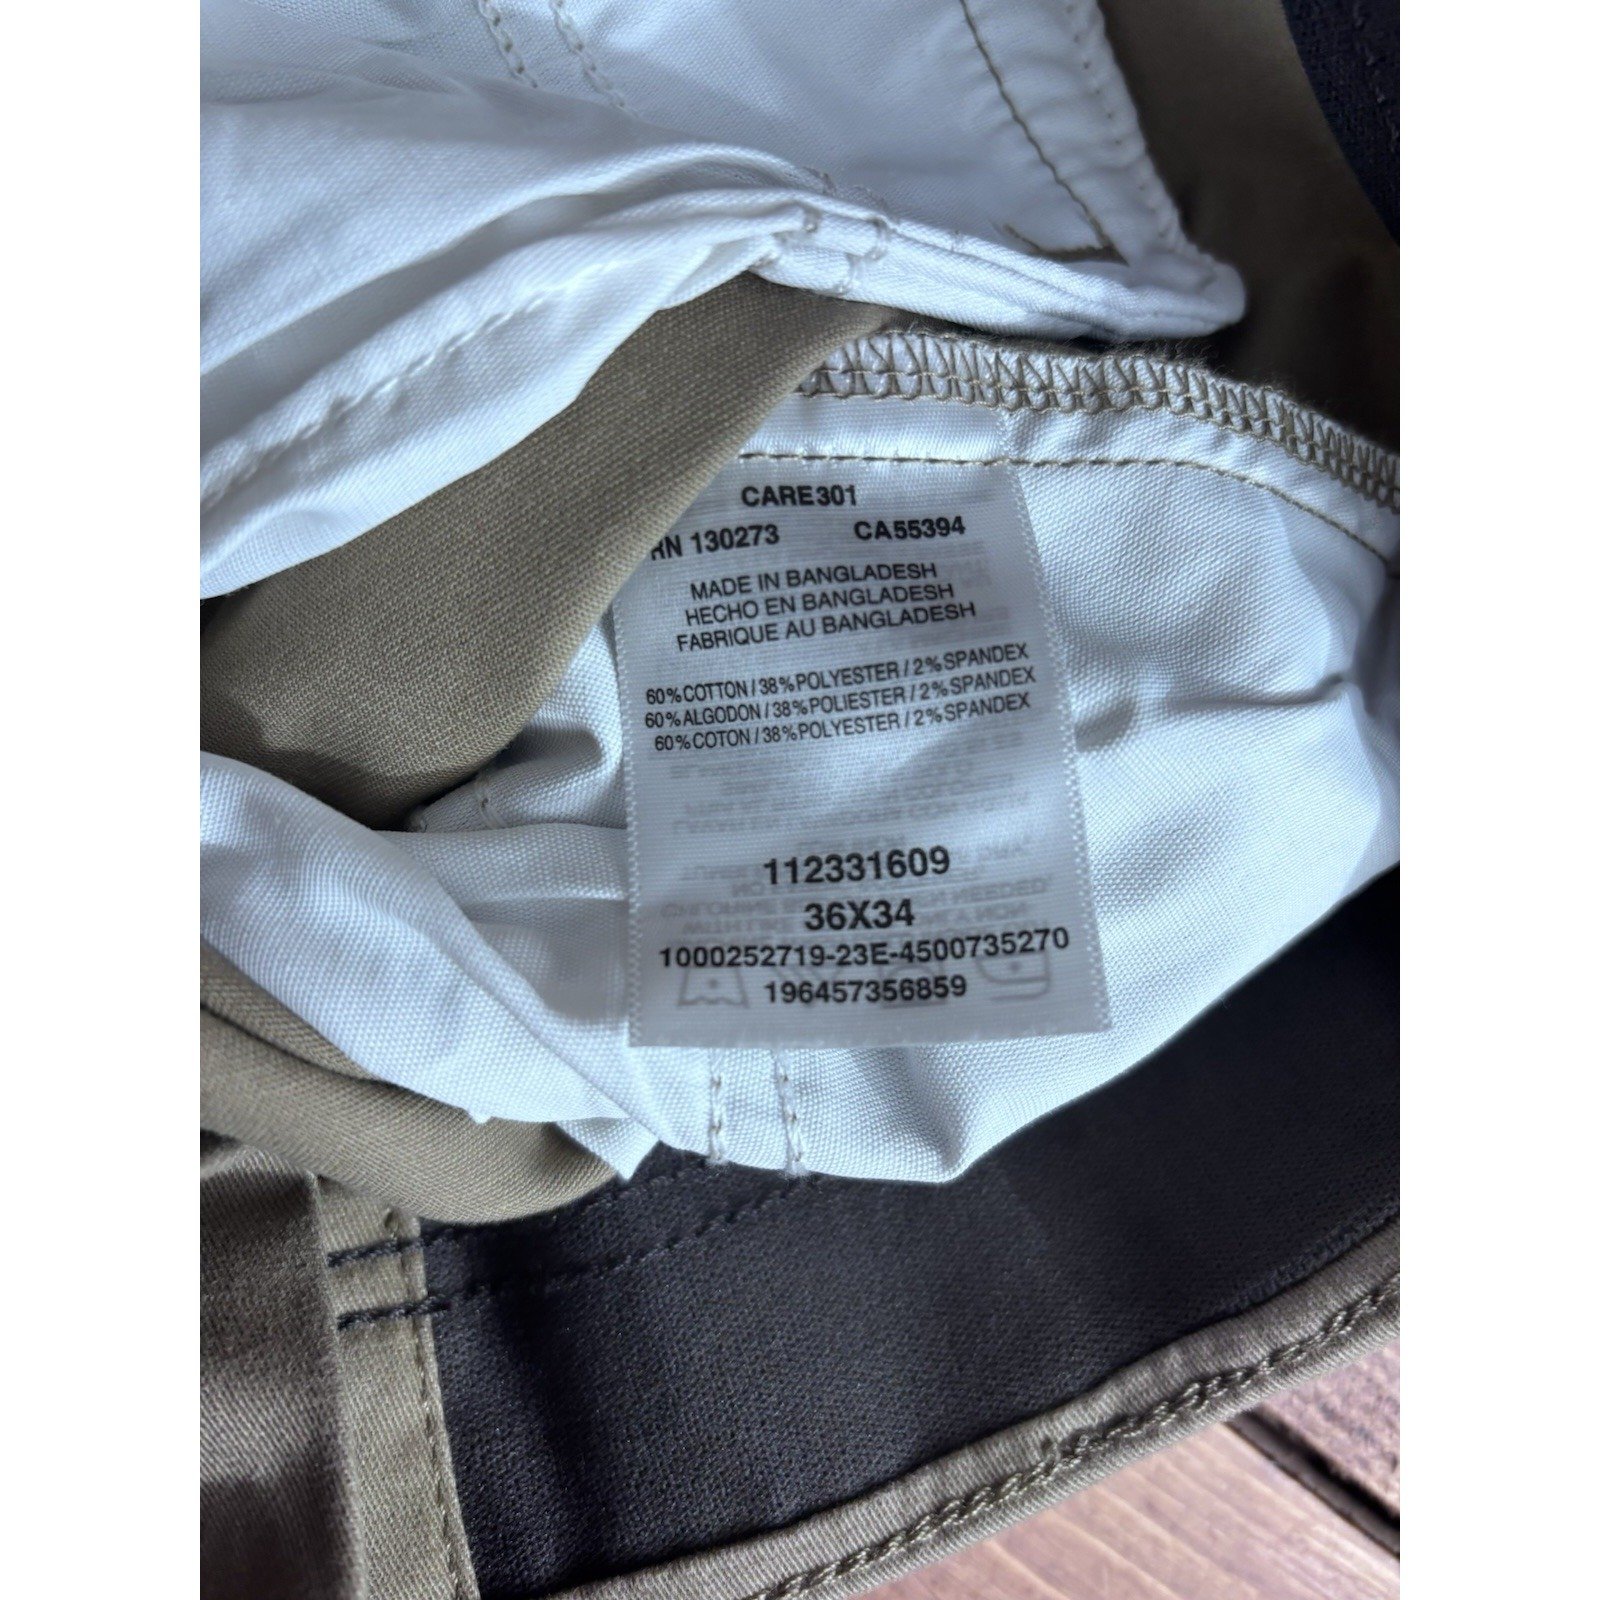 CARE301
RN 130273 CA55394
MADE IN BANGLADESH
HECHO EN BANGLADESH
FABRIQUE AU BANGLADESH
60% COTTON / 38% POLYESTER / 2% SPANDEX
60% ALGODON / 38% POLIESTER / 2% SPANDEX
60% COTON / 38% POLYESTER / 2% SPANDEX
112331609
36X34
1000252719-23E-4500735270
196457356859